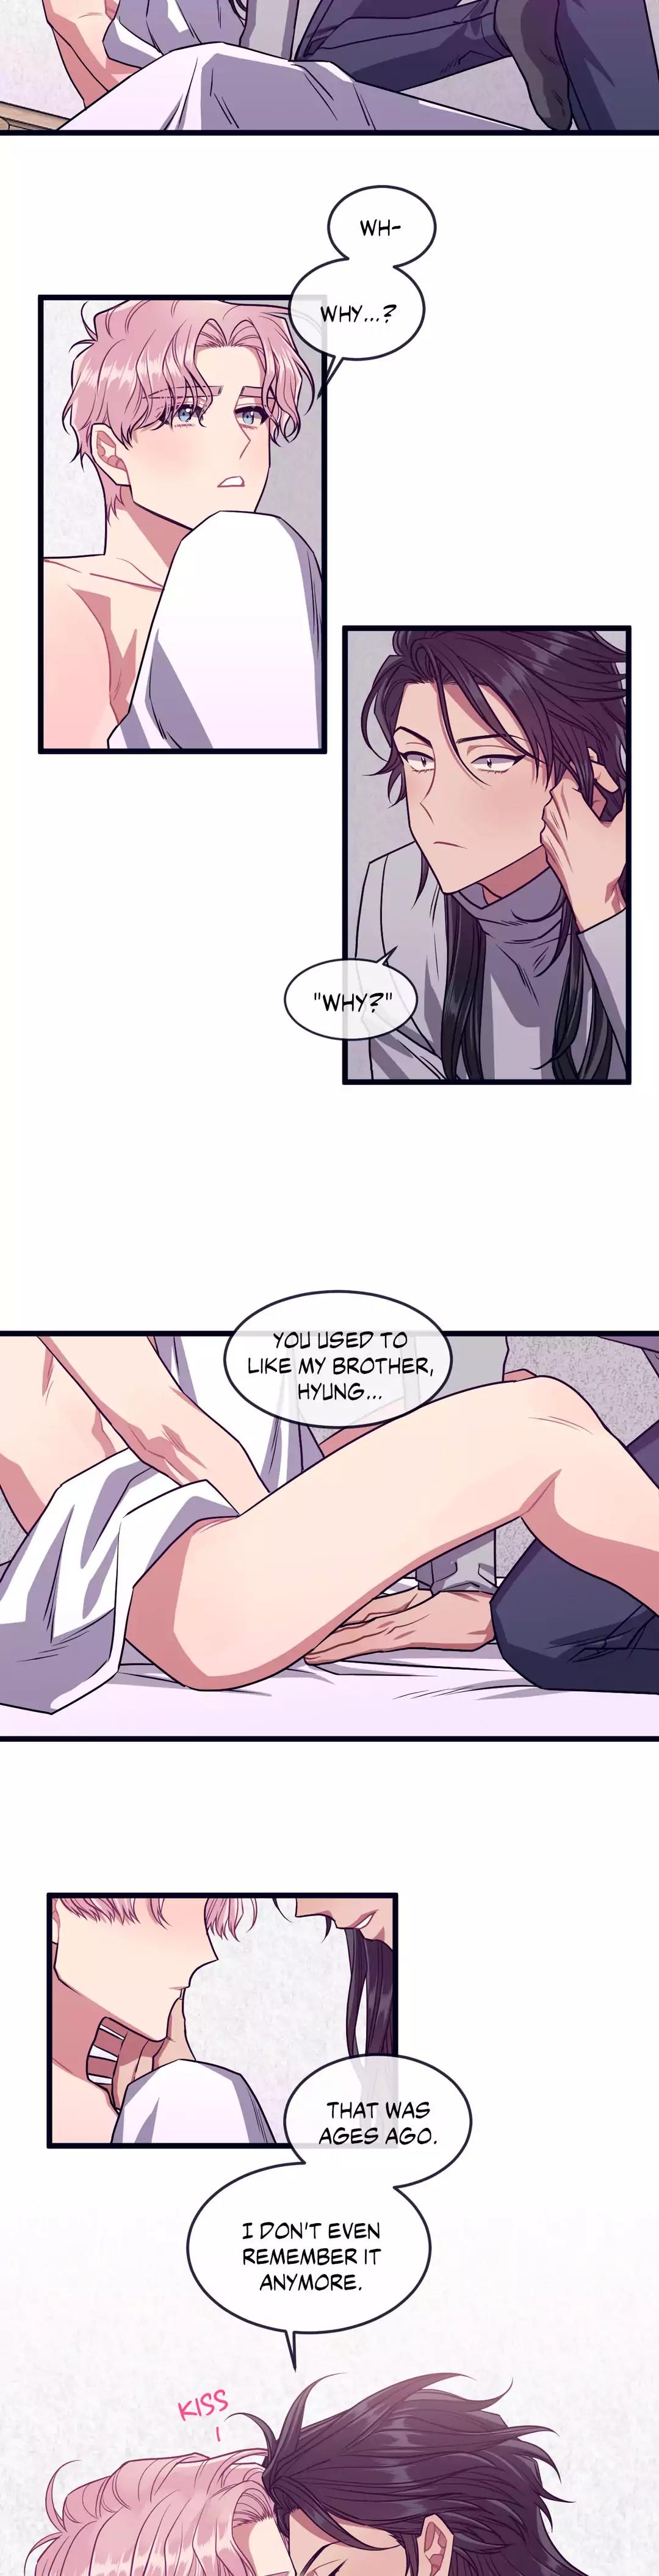 WH-
WHY...?
"WHY?"
YOU USED TO
LIKE MY BROTHER,
HYUNG...
THAT WAS
AGES AGO.
I DON'T EVEN
REMEMBER IT
ANYMORE.
KISS